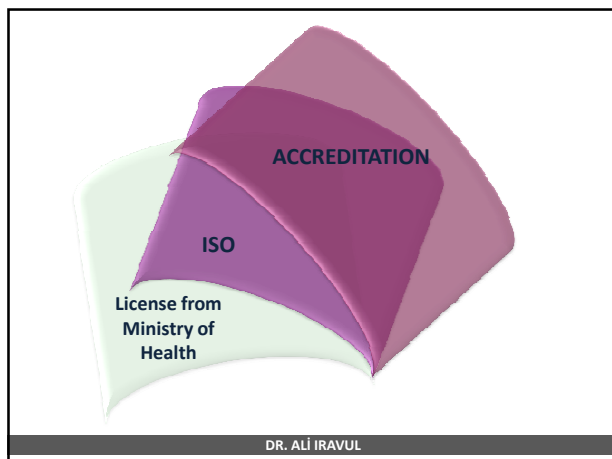 ACCREDITATION
ISO
License from
Ministry of
Health
DR. ALİ IRAVUL